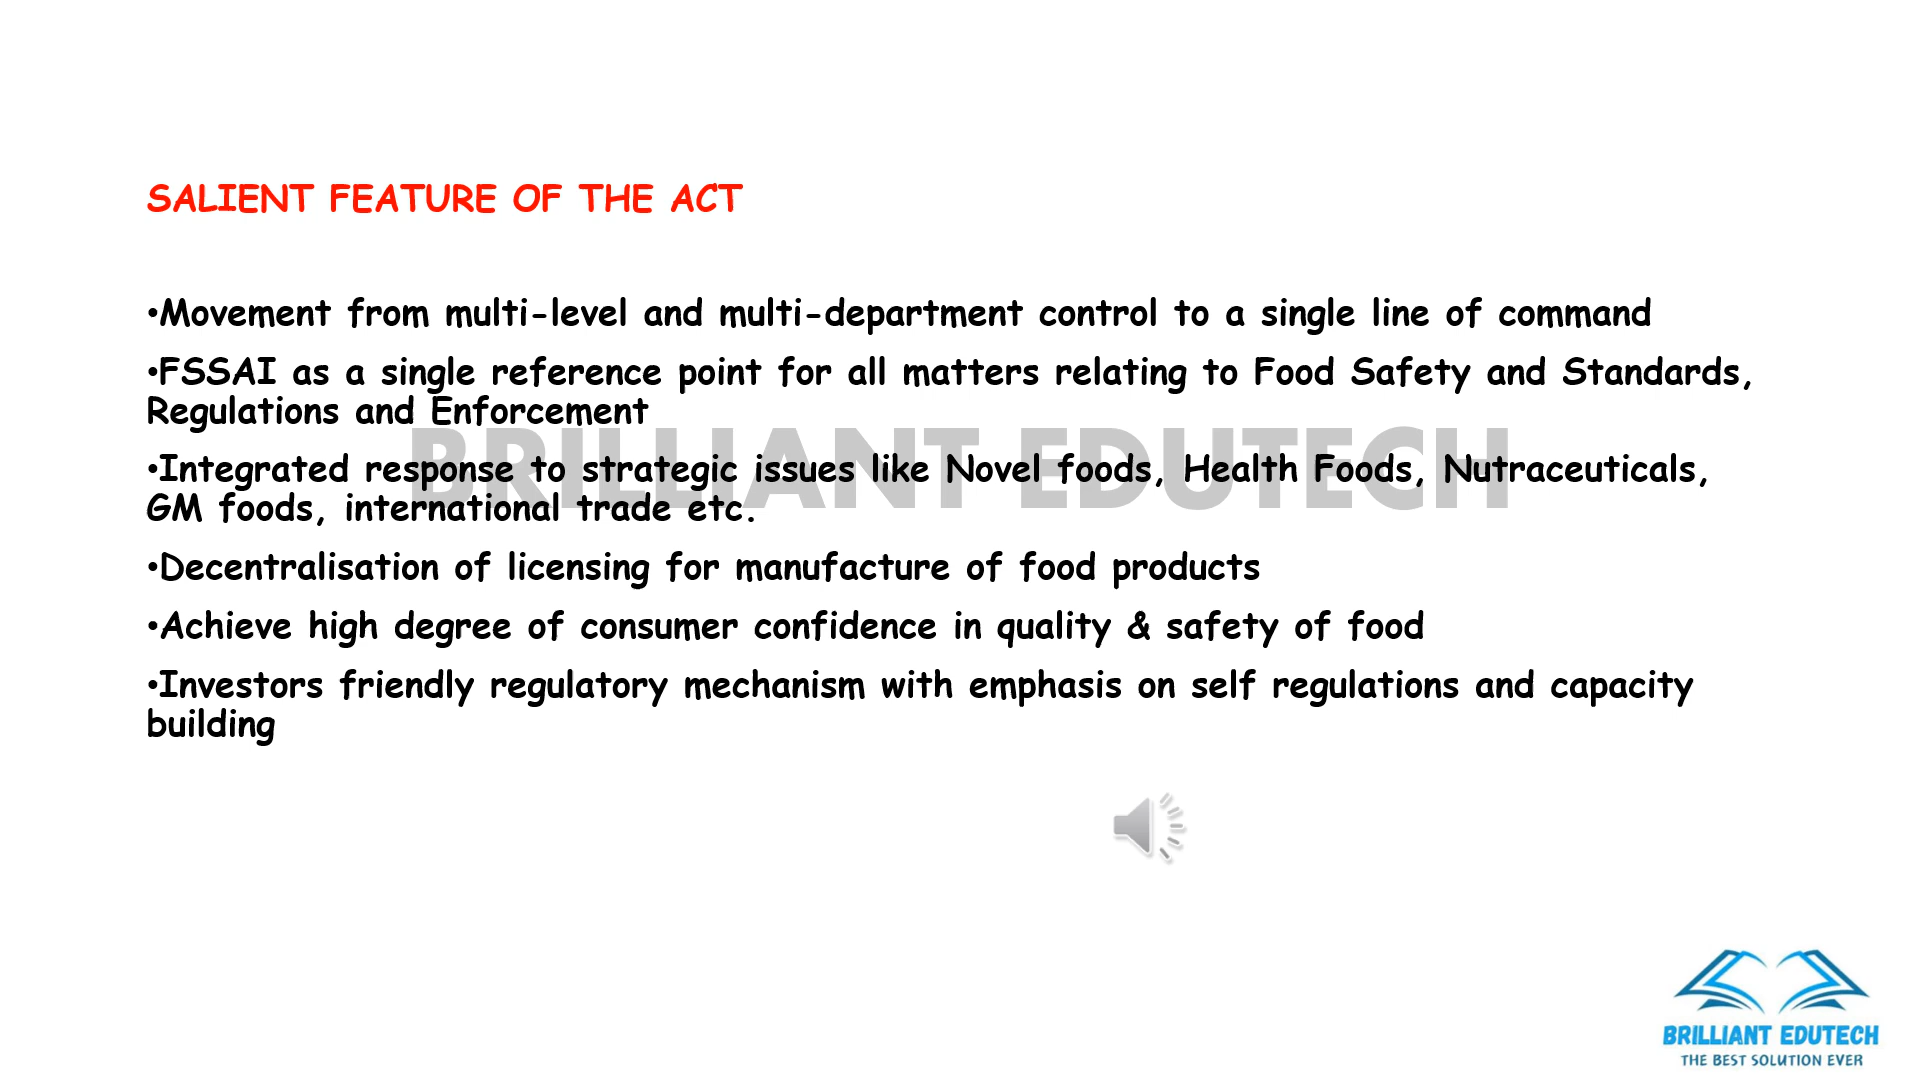 SALIENT FEATURE OF THE ACT
•Movement from multi-level and multi-department control to a single line of command
•FSSAI as a single reference point for all matters relating to Food Safety and Standards,
Regulations and Enforcement
BRILLIANT EDUTECH
•Integrated response to strategic issues like Novel foods, Health Foods, Nutraceuticals,
GM foods, international trade etc.
•Decentralisation of licensing for manufacture of food products
•Achieve high degree of consumer confidence in quality & safety of food
•Investors friendly regulatory mechanism with emphasis on self regulations and capacity
building
BRILLIANT EDUTECH
THE BEST SOLUTION EVER